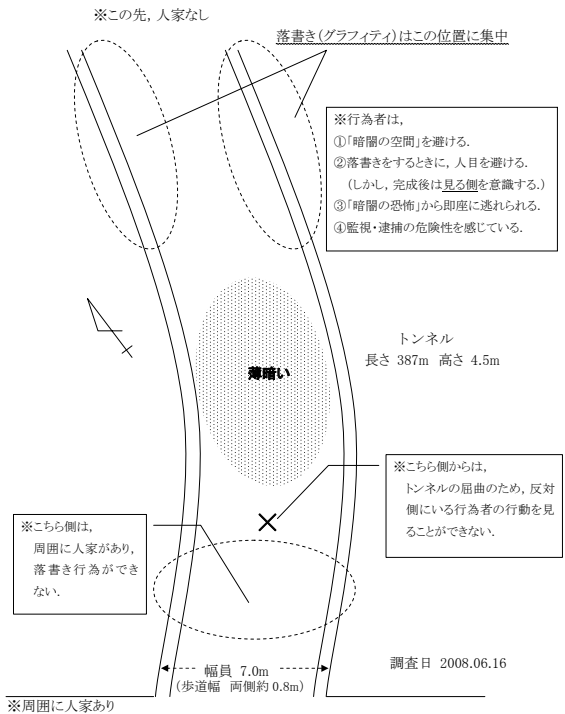 ※この先，人家なし
落書き（グラフィティ）はこの位置に集中
※行為者は，
①「暗闇の空間」を避ける．
②落書きをするときに，人目を避ける．
（しかし，完成後は見る側を意識する．）
③「暗闇の恐怖」から即座に逃れられる．
④監視・逮捕の危険性を感じている．
トンネル
長さ 387m 高さ 4.5m
薄暗い
※こちら側からは，
トンネルの屈曲のため，反対
側にいる行為者の行動を見
ることができない．
※こちら側は，
周囲に人家があり，
落書き行為ができ
ない．
幅員 7.0m
（歩道幅 両側約 0.8m）
調査日 2008.06.16
※周囲に人家あり